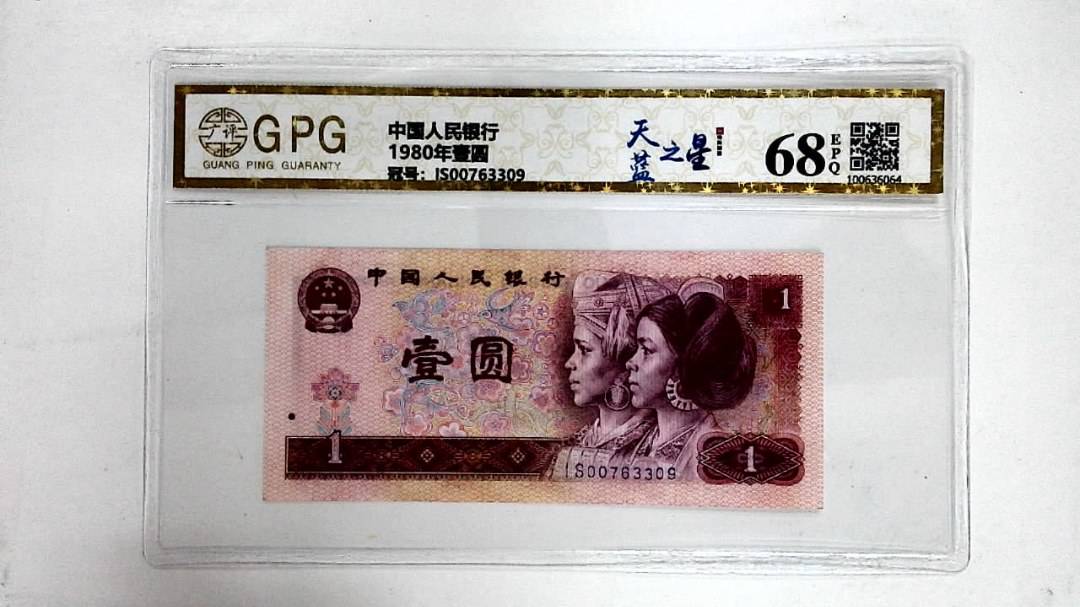 广评
GPG
GUANG PING GUARANTY
中国人民银行
1980年壹圆
冠号：IS00763309
天蓝之星
68
EPQ
100636064
中国人民银行
1
壹圆
1
IS00763309
1